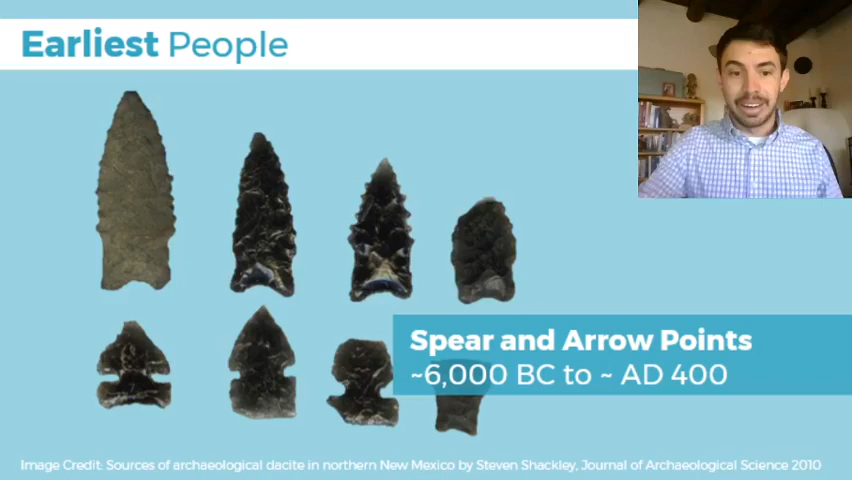 Earliest People
Spear and Arrow Points
~6,000 BC to ~ AD 400
Image Credit: Sources of archaeological dacite in northern New Mexico by Steven Shackley, Journal of Archaeological Science 2010